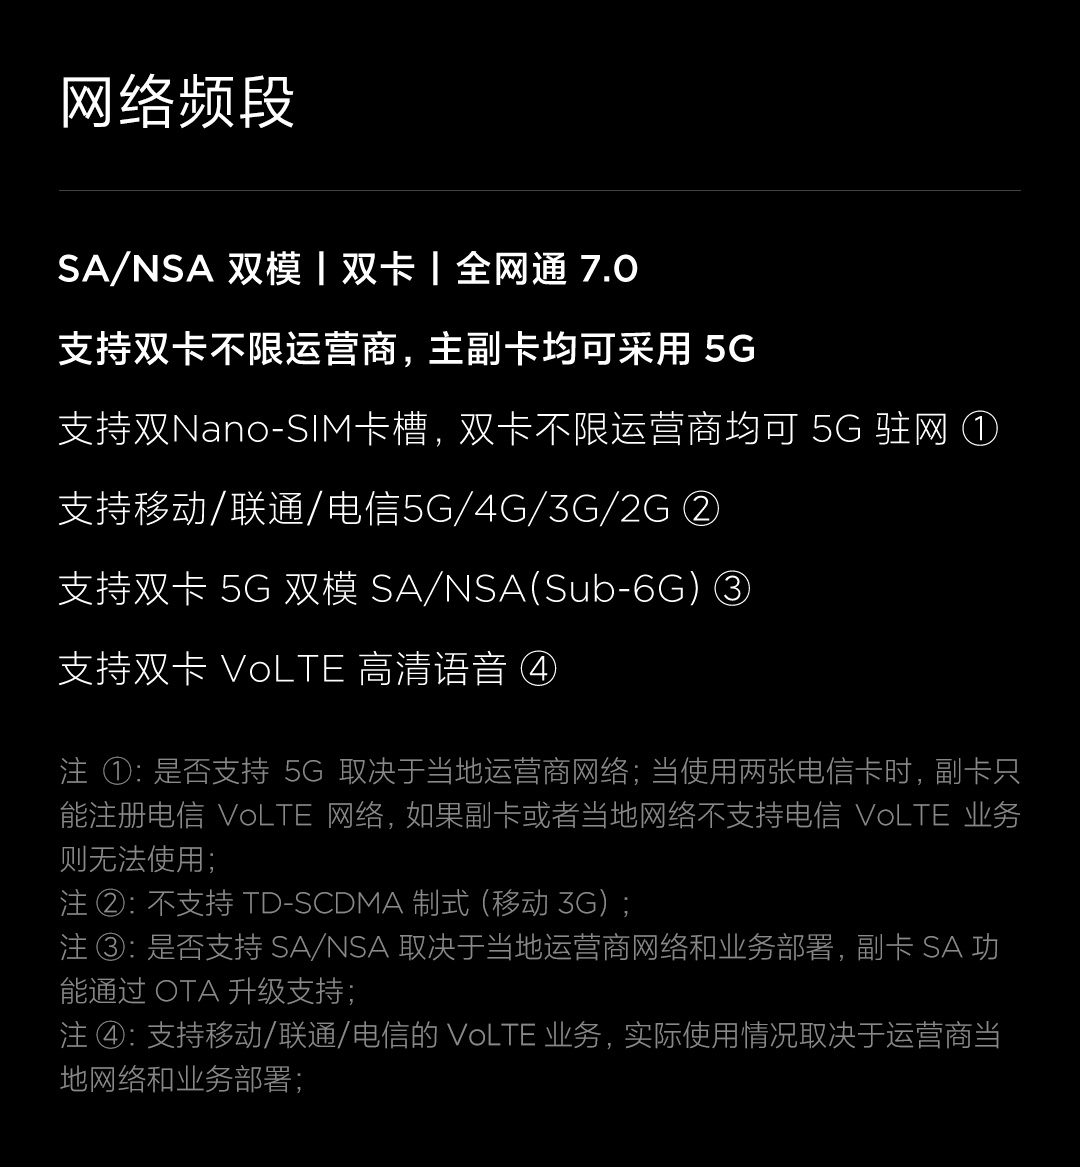 网络频段
SA/NSA 双模丨双卡丨全网通 7.0
支持双卡不限运营商，主副卡均可采用 5G
支持双Nano-SIM卡槽，双卡不限运营商均可 5G 驻网 ①
支持移动/联通/电信5G/4G/3G/2G ②
支持双卡 5G 双模 SA/NSA(Sub-6G) ③
支持双卡 VoLTE 高清语音 ④
注 ①：是否支持 5G 取决于当地运营商网络；当使用两张电信卡时，副卡只
能注册电信 VoLTE 网络，如果副卡或者当地网络不支持电信 VoLTE 业务
则无法使用；
注 ②：不支持 TD-SCDMA 制式（移动 3G）；
注 ③：是否支持 SA/NSA 取决于当地运营商网络和业务部署，副卡 SA 功
能通过 OTA 升级支持；
注 ④：支持移动/联通/电信的 VoLTE 业务，实际使用情况取决于运营商当
地网络和业务部署；